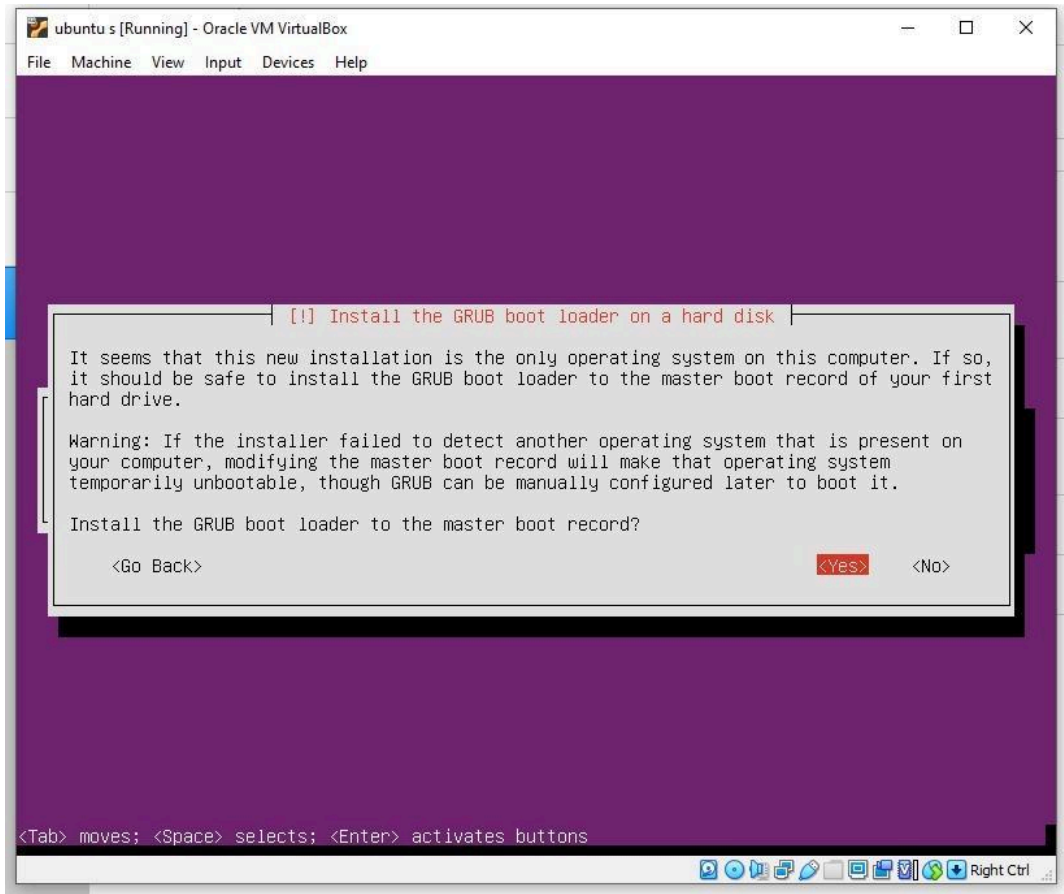 ubuntu s [Running] - Oracle VM VirtualBox
File Machine View Input Devices Help
[!] Install the GRUB boot loader on a hard disk
It seems that this new installation is the only operating system on this computer. If so,
it should be safe to install the GRUB boot loader to the master boot record of your first
hard drive.
Warning: If the installer failed to detect another operating system that is present on
your computer, modifying the master boot record will make that operating system
temporarily unbootable, though GRUB can be manually configured later to boot it.
Install the GRUB boot loader to the master boot record?
<Go Back> <Yes> <No>
<Tab> moves; <Space> selects; <Enter> activates buttons
Right Ctrl